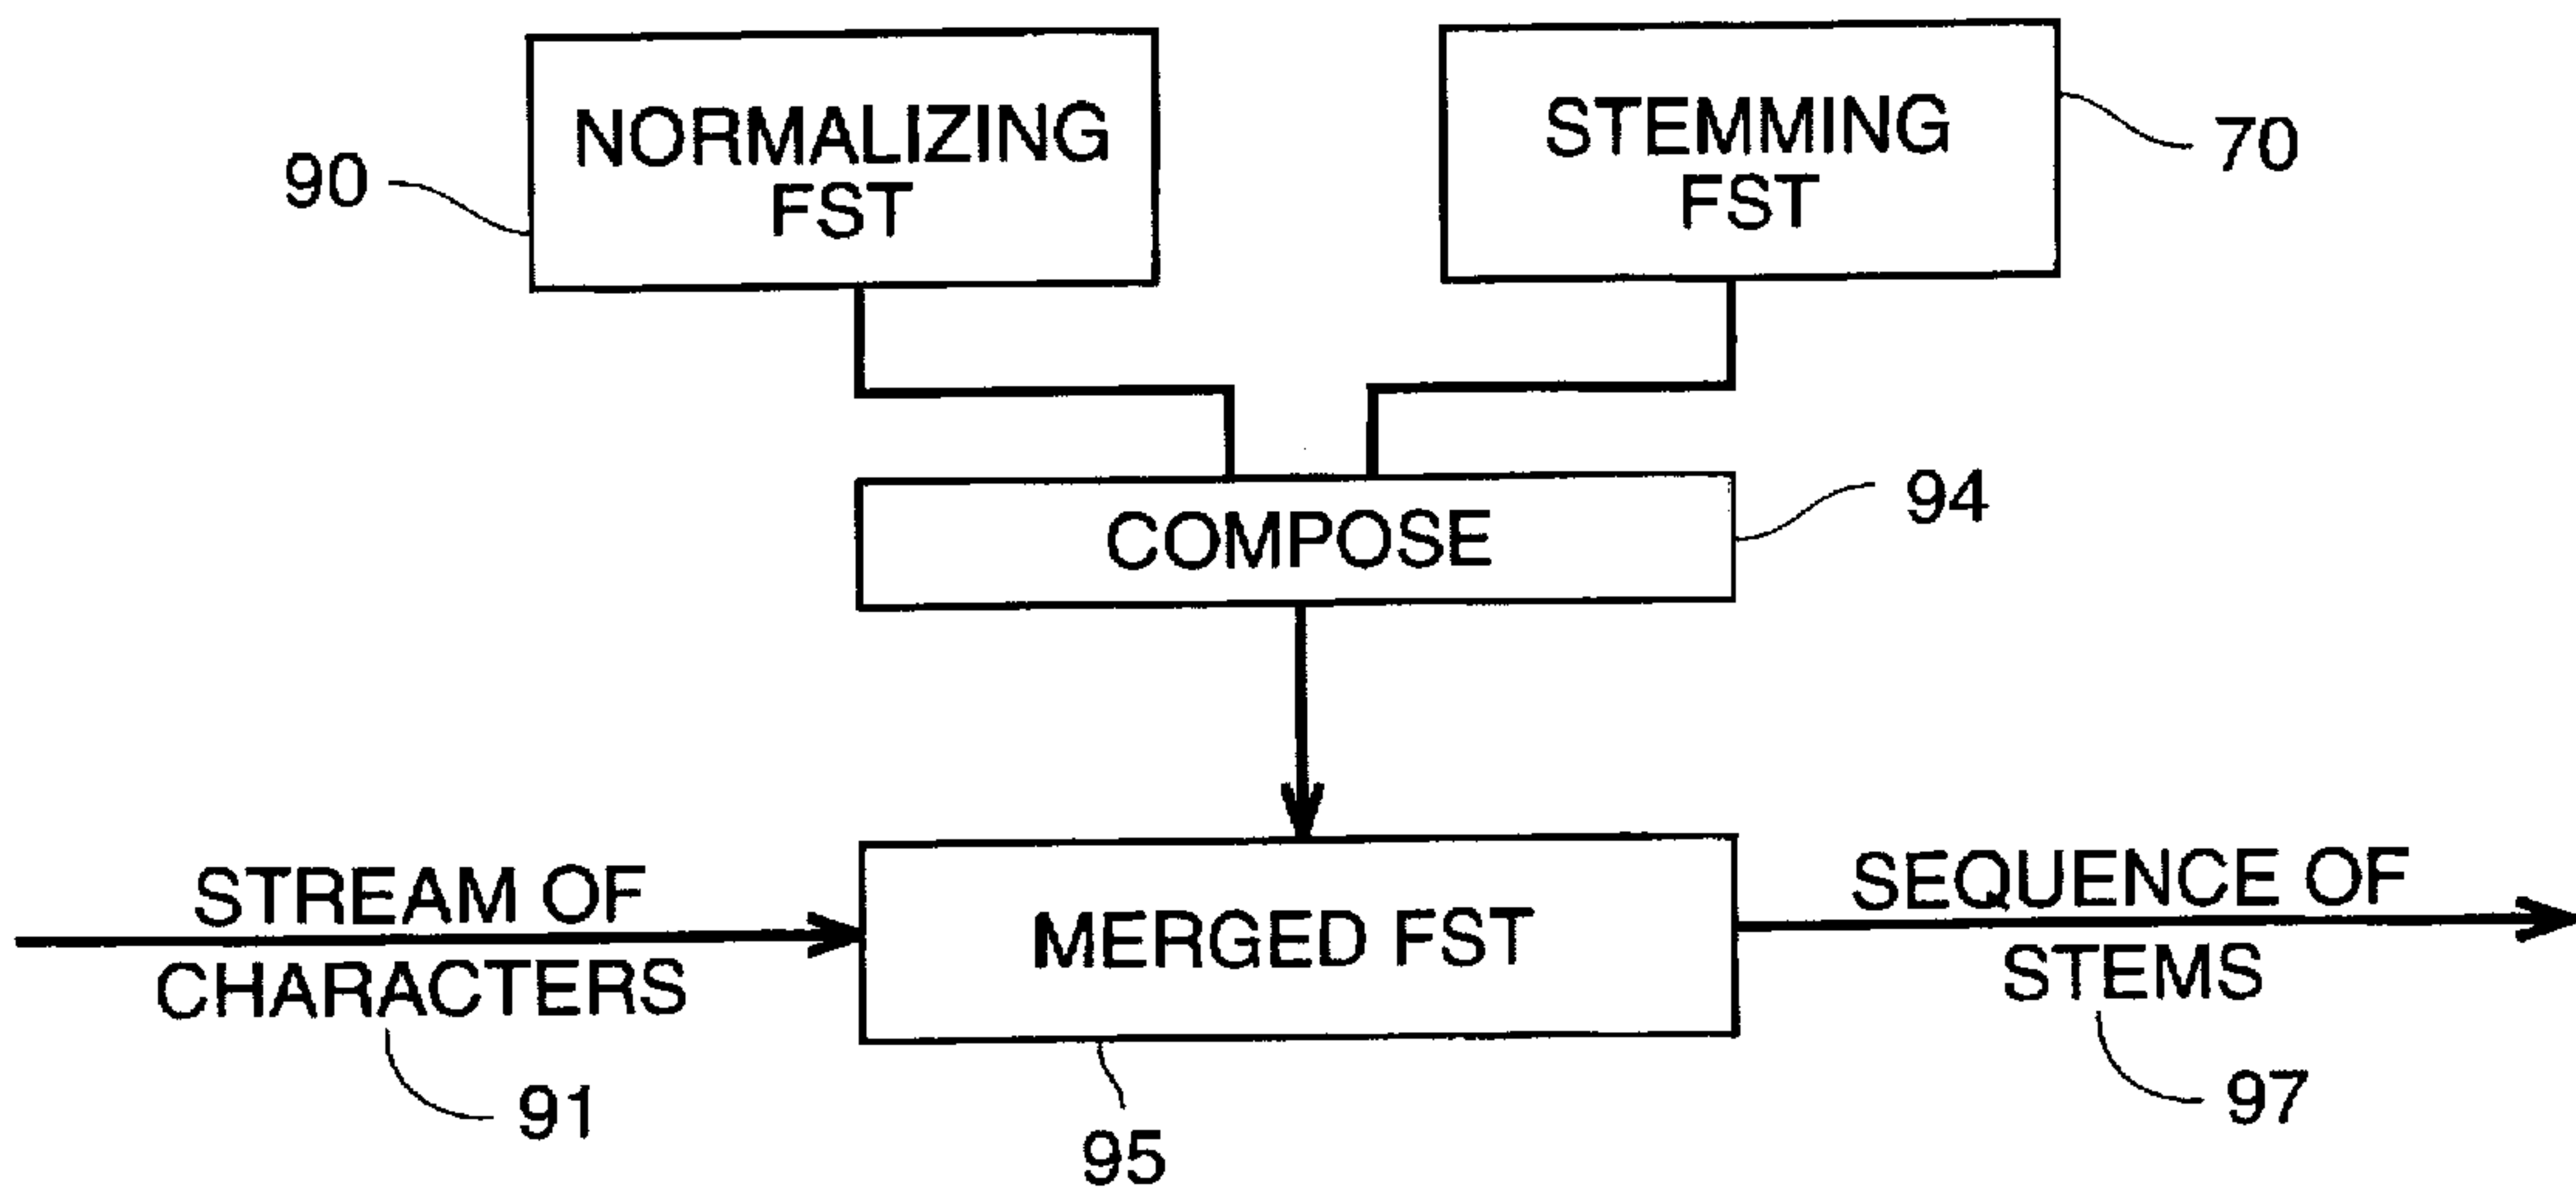 NORMALIZING
FST
90
STEMMING
FST
70
COMPOSE
94
STREAM OF
CHARACTERS
91
MERGED FST
95
SEQUENCE OF
STEMS
97